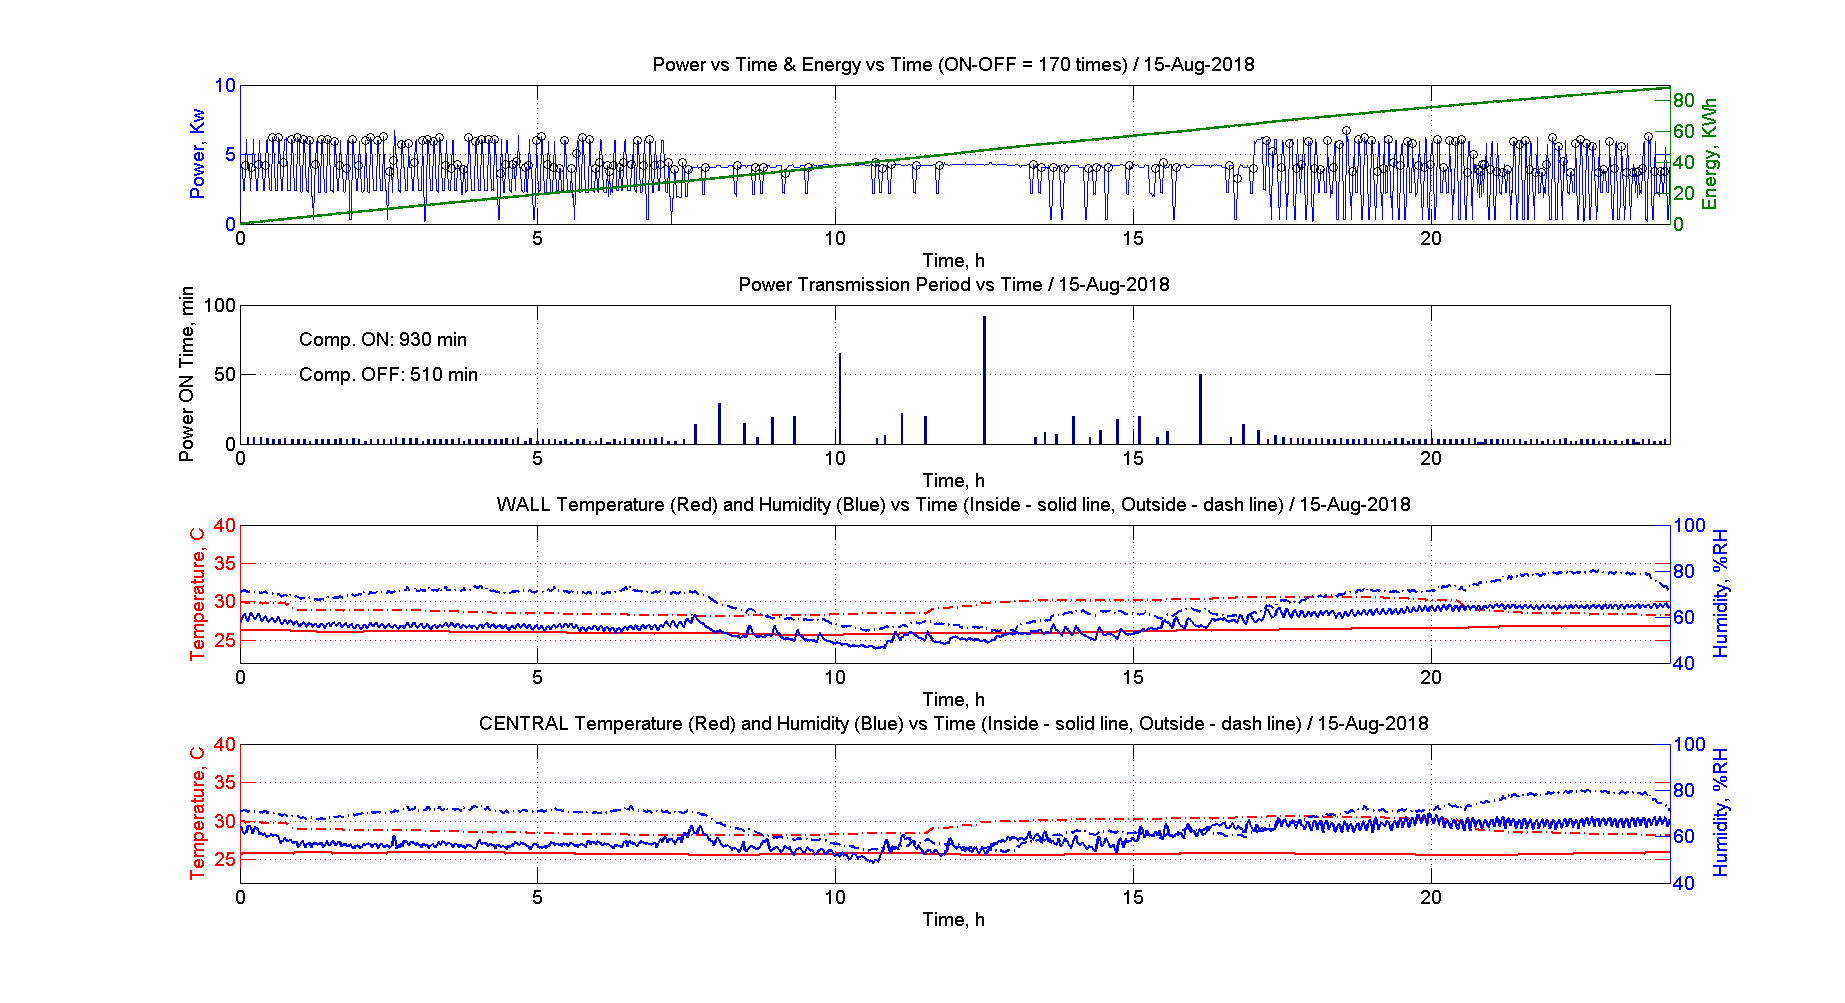 Power vs Time & Energy vs Time (ON-OFF = 170 times) / 15-Aug-2018
Power, Kw
10
5
0
Energy, KWh
80
60
40
20
0
0 5 10 15 20
Time, h
Power Transmission Period vs Time / 15-Aug-2018
Power ON Time, min
100
50
0
Comp. ON: 930 min
Comp. OFF: 510 min
0 5 10 15 20
Time, h
WALL Temperature (Red) and Humidity (Blue) vs Time (Inside - solid line, Outside - dash line) / 15-Aug-2018
Temperature, C
40
35
30
25
Humidity, %RH
100
80
60
40
0 5 10 15 20
Time, h
CENTRAL Temperature (Red) and Humidity (Blue) vs Time (Inside - solid line, Outside - dash line) / 15-Aug-2018
Temperature, C
40
35
30
25
Humidity, %RH
100
80
60
40
0 5 10 15 20
Time, h